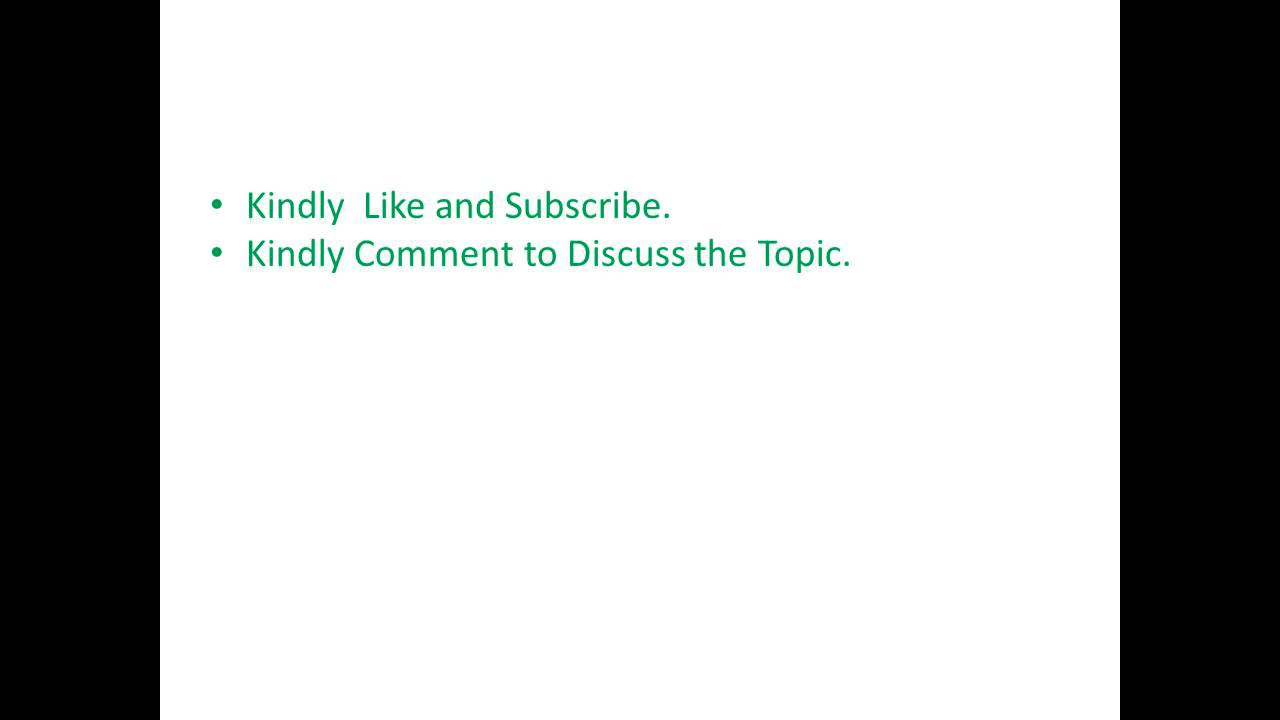 • Kindly  Like and Subscribe.
• Kindly Comment to Discuss the Topic.